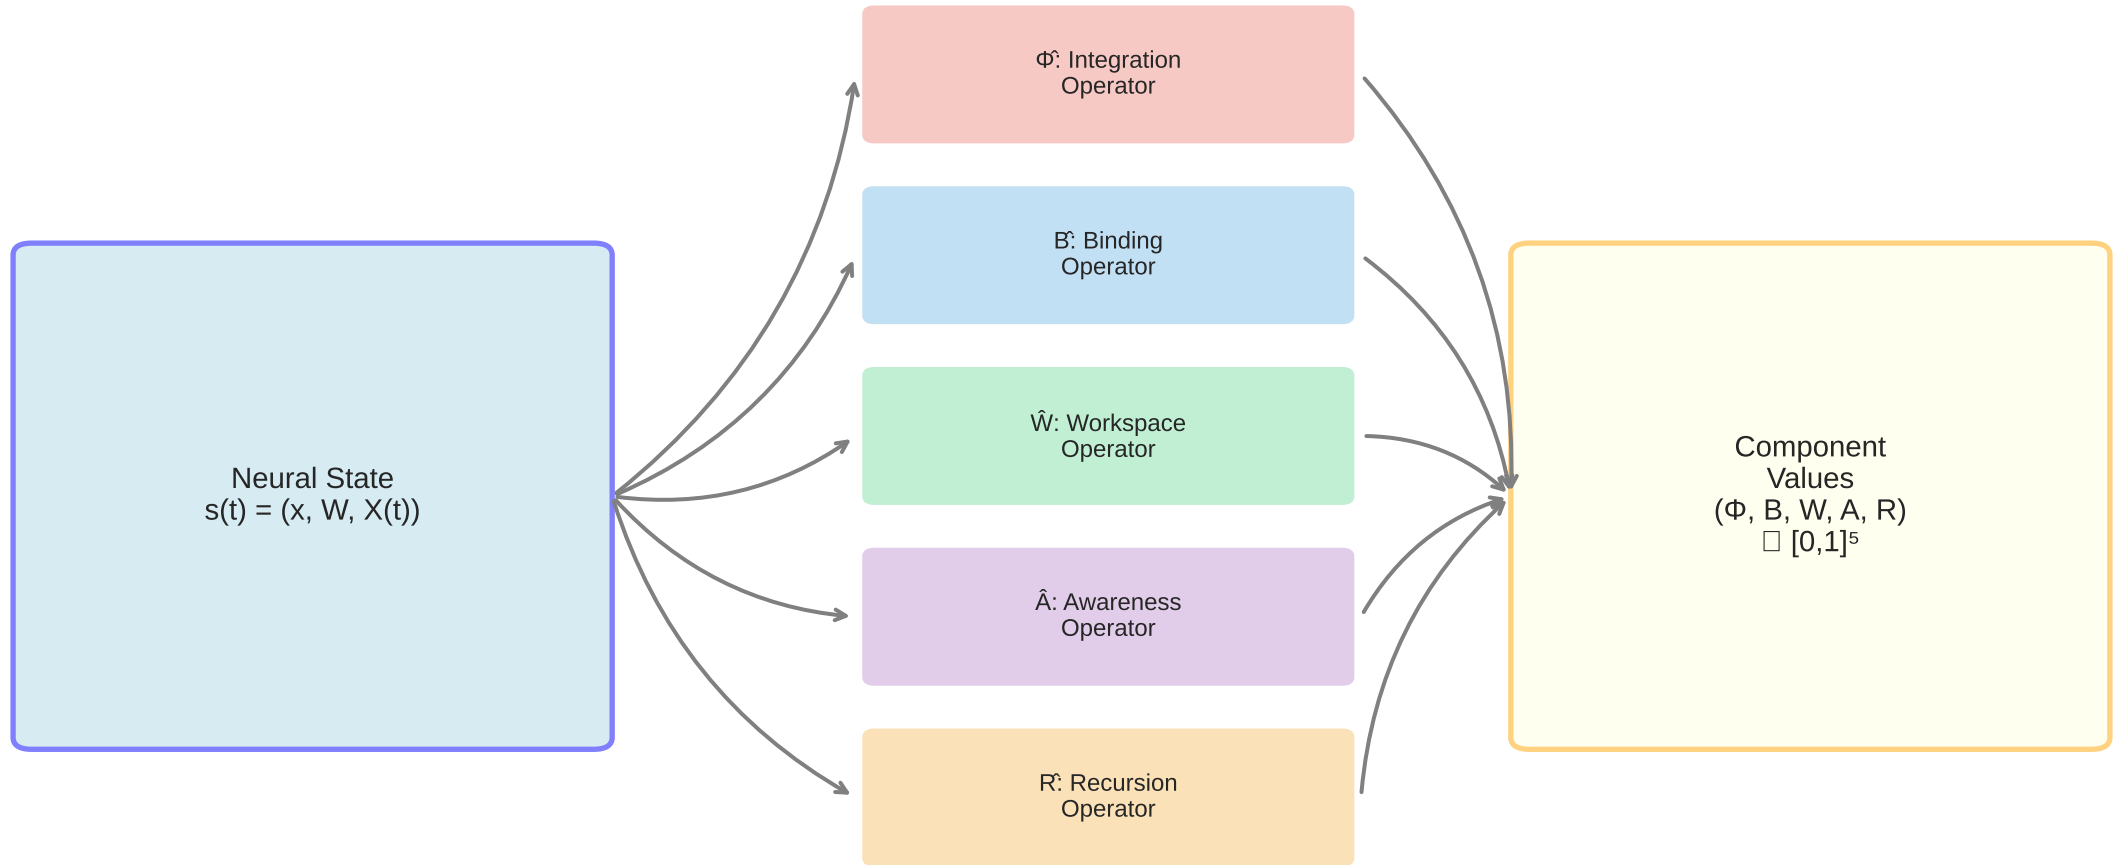 Φ̂: Integration
Operator
B̂: Binding
Operator
Ŵ: Workspace
Operator
Neural State
s(t) = (x, W, X(t))
Component
Values
(Φ, B, W, A, R)
□ [0,1]⁵
Â: Awareness
Operator
R̂: Recursion
Operator